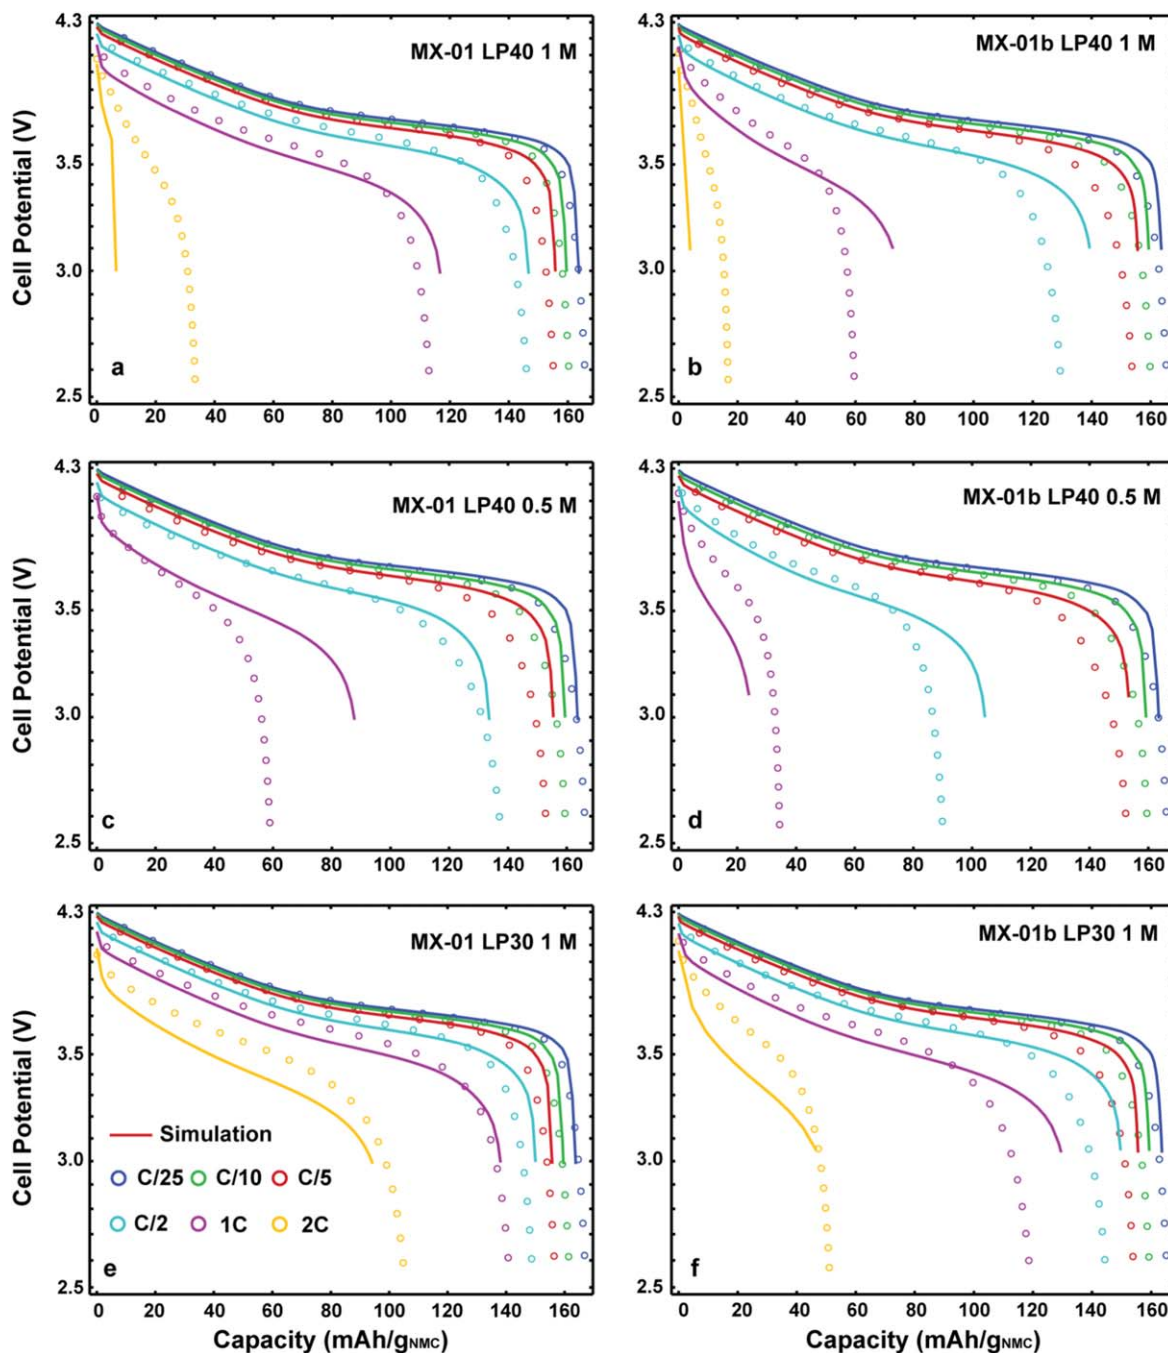 MX-01 LP40 1 M
4.3
3.5
3.0
2.5
Cell Potential (V)
a
0 20 40 60 80 100 120 140 160
MX-01b LP40 1 M
4.3
3.5
3.0
2.5
b
0 20 40 60 80 100 120 140 160
MX-01 LP40 0.5 M
4.3
3.5
3.0
2.5
Cell Potential (V)
c
0 20 40 60 80 100 120 140 160
MX-01b LP40 0.5 M
4.3
3.5
3.0
2.5
d
0 20 40 60 80 100 120 140 160
MX-01 LP30 1 M
4.3
3.5
3.0
2.5
Cell Potential (V)
Simulation
C/25 C/10 C/5
C/2 1C 2C
e
0 20 40 60 80 100 120 140 160
Capacity (mAh/gNMC)
MX-01b LP30 1 M
4.3
3.5
3.0
2.5
f
0 20 40 60 80 100 120 140 160
Capacity (mAh/gNMC)